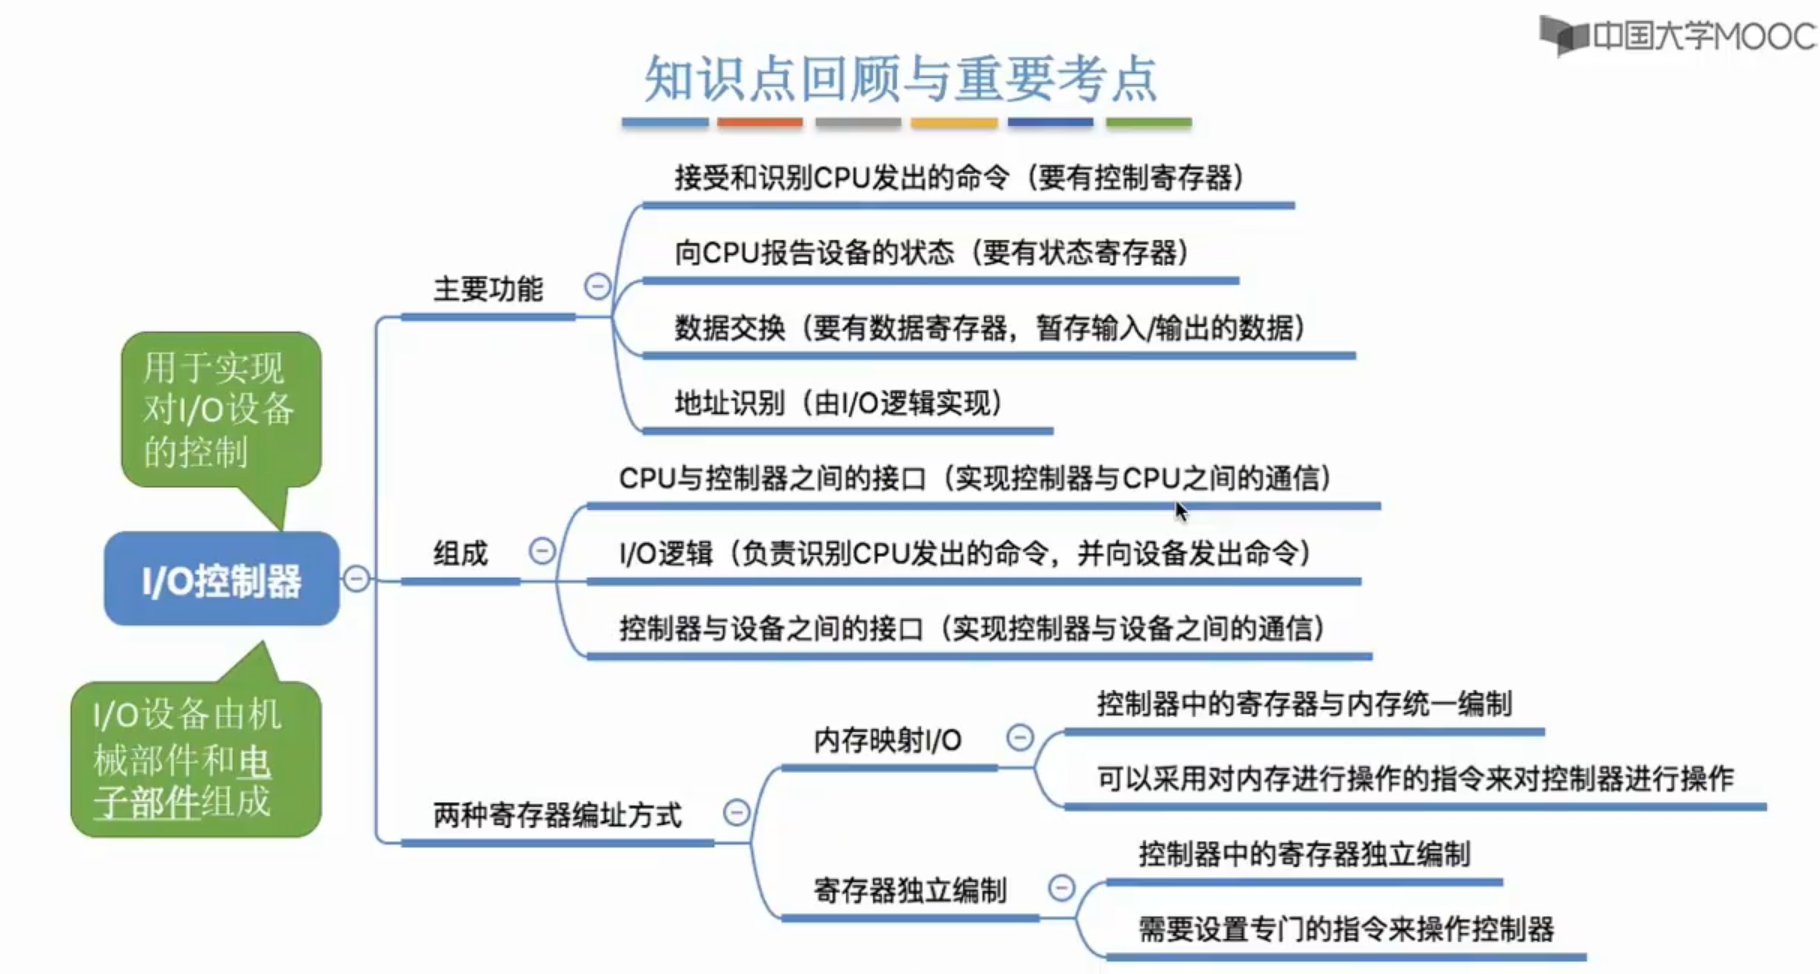 中国大学MOOC
知识点回顾与重要考点
接受和识别CPU发出的命令（要有控制寄存器）
向CPU报告设备的状态（要有状态寄存器）
主要功能
数据交换（要有数据寄存器，暂存输入/输出的数据）
地址识别（由I/O逻辑实现）
用于实现
对I/O设备
的控制
CPU与控制器之间的接口（实现控制器与CPU之间的通信）
组成
I/O逻辑（负责识别CPU发出的命令，并向设备发出命令）
控制器与设备之间的接口（实现控制器与设备之间的通信）
I/O控制器
I/O设备由机
械部件和电
子部件组成
两种寄存器编址方式
内存映射I/O
控制器中的寄存器与内存统一编制
可以采用对内存进行操作的指令来对控制器进行操作
寄存器独立编制
控制器中的寄存器独立编制
需要设置专门的指令来操作控制器